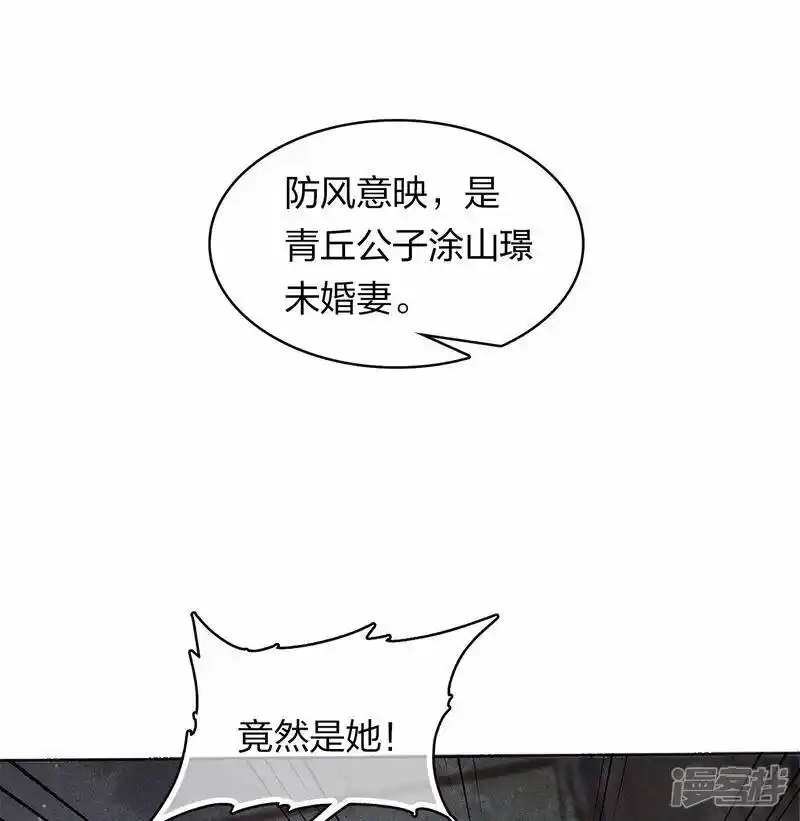 防风意映，是
青丘公子涂山璟
未婚妻。
竟然是她！
漫客栈